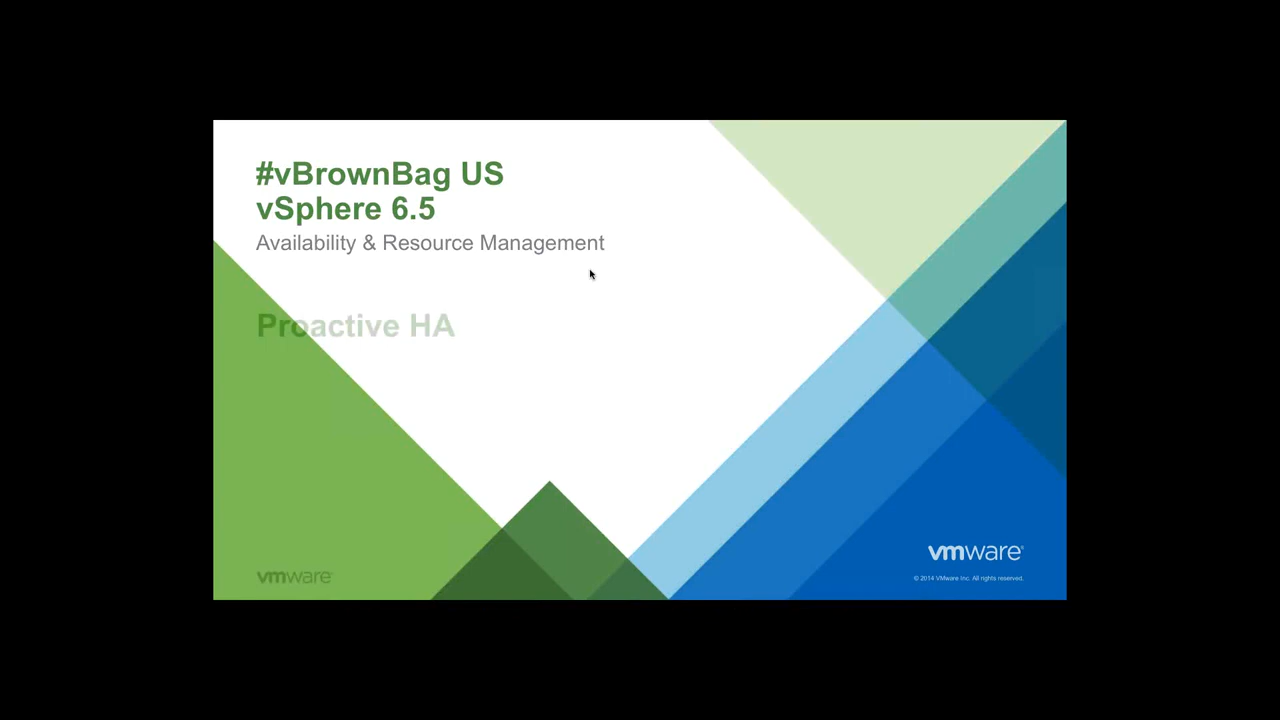 #vBrownBag US
vSphere 6.5
Availability & Resource Management
Proactive HA
vmware
vmware®
© 2014 VMware Inc. All rights reserved.